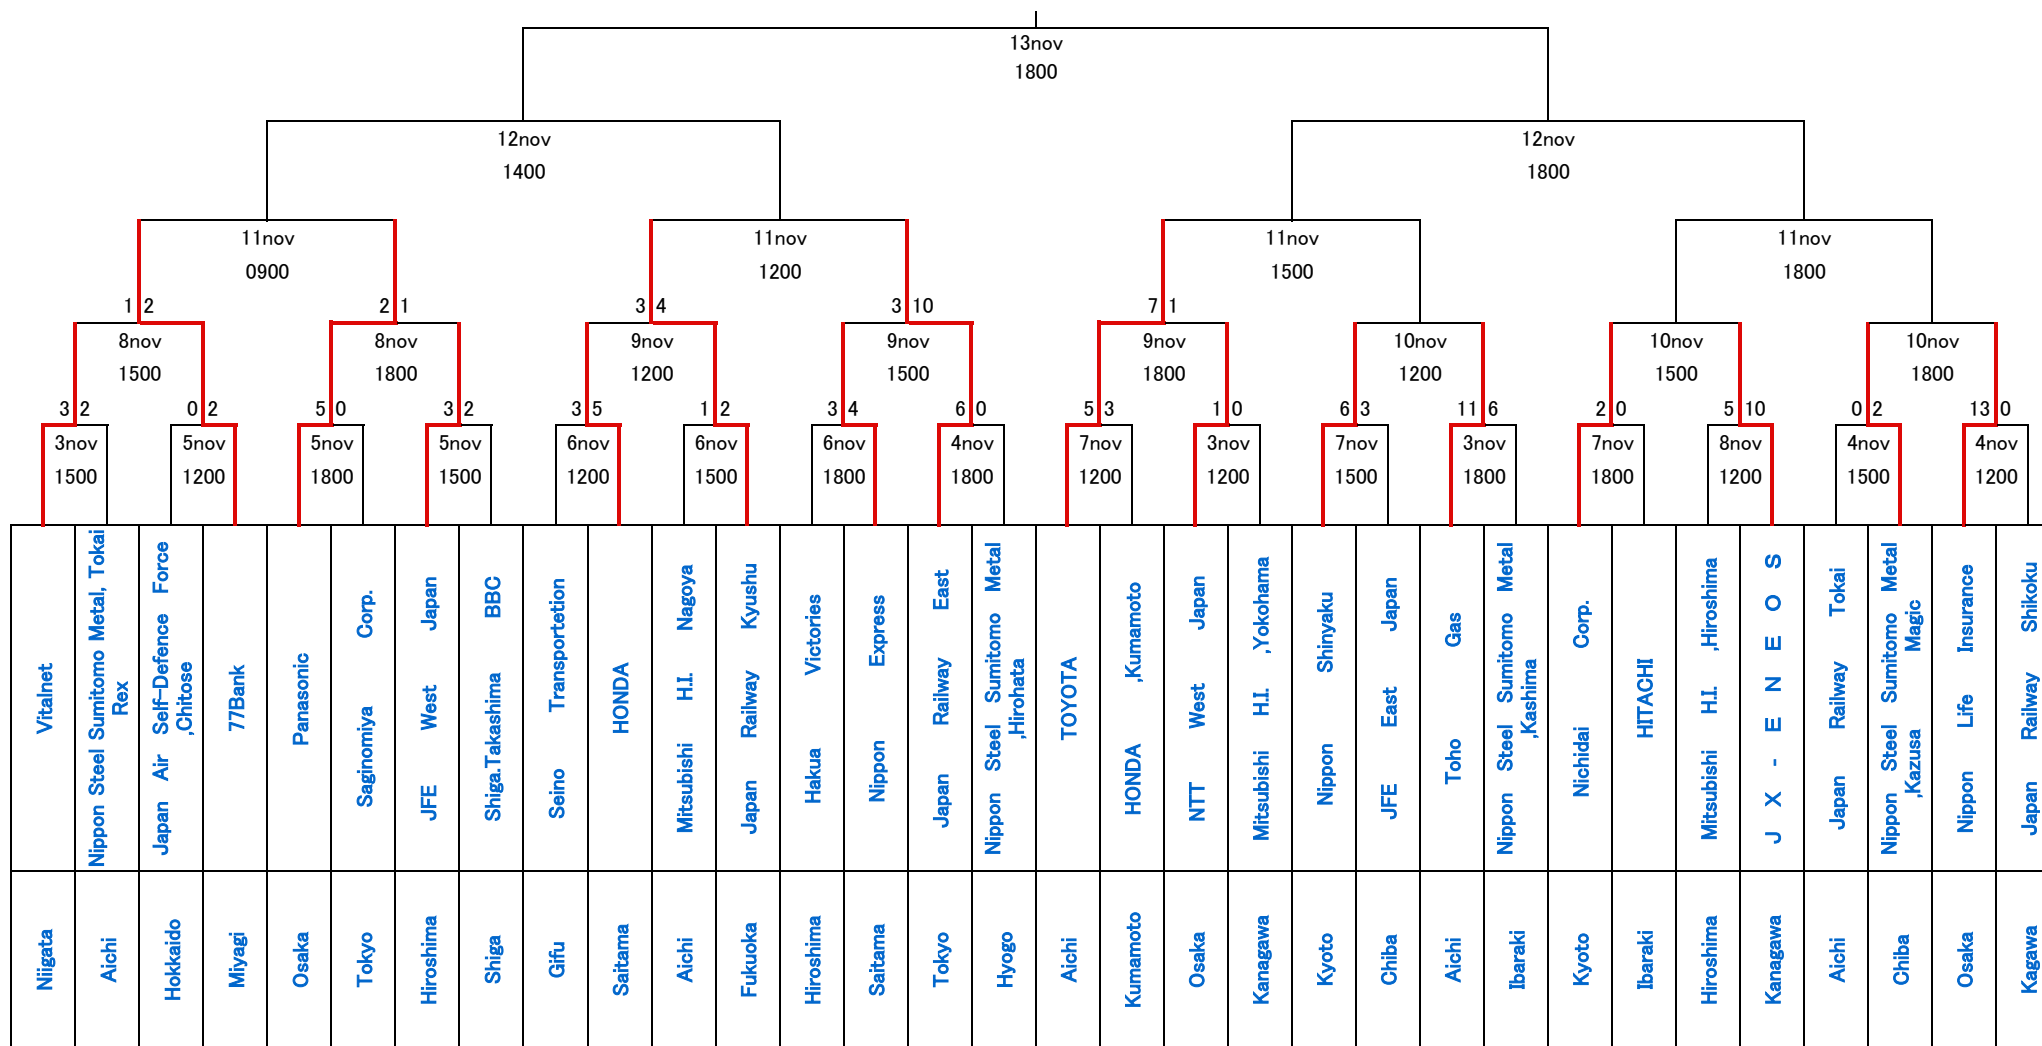 13nov
1800
12nov
12nov
1400
1800
11nov
11nov
11nov
11nov
0900
1200
1500
1800
1 2
2 1
3 4
3 10
7 1
8nov
8nov
9nov
9nov
9nov
10nov
10nov
10nov
1500
1800
1200
1500
1800
1200
1500
1800
3 2
0 2
5 0
3 2
3 5
1 2
3 4
6 0
5 3
1 0
6 3
11 6
2 0
5 10
0 2
13 0
3nov
5nov
5nov
5nov
6nov
6nov
6nov
4nov
7nov
3nov
7nov
3nov
7nov
8nov
4nov
4nov
1500
1200
1800
1500
1200
1500
1800
1800
1200
1200
1500
1800
1800
1200
1500
1200
Vitalnet
Nippon Steel Sumitomo Metal, Tokai
Rex
Japan Air Self-Defence Force
,Chitose
77Bank
Panasonic
Saginomiya Corp.
JFE West Japan
Shiga.Takashima BBC
Seino Transportetion
HONDA
Mitsubishi H.I. Nagoya
Japan Railway Kyushu
Hakua Victories
Nippon Express
Japan Railway East
Nippon Steel Sumitomo Metal
,Hirohata
TOYOTA
HONDA ,Kumamoto
NTT West Japan
Mitsubishi H.I. ,Yokohama
Nippon Shinyaku
JFE East Japan
Toho Gas
Nippon Steel Sumitomo Metal
,Kashima
Nichidai Corp.
HITACHI
Mitsubishi H.I. ,Hiroshima
J X - E N E O S
Japan Railway Tokai
Nippon Steel Sumitomo Metal
,Kazusa Magic
Nippon Life Insurance
Japan Railway Shikoku
Niigata
Aichi
Hokkaido
Miyagi
Osaka
Tokyo
Hiroshima
Shiga
Gifu
Saitama
Aichi
Fukuoka
Hiroshima
Saitama
Tokyo
Hyogo
Aichi
Kumamoto
Osaka
Kanagawa
Kyoto
Chiba
Aichi
Ibaraki
Kyoto
Ibaraki
Hiroshima
Kanagawa
Aichi
Chiba
Osaka
Kagawa